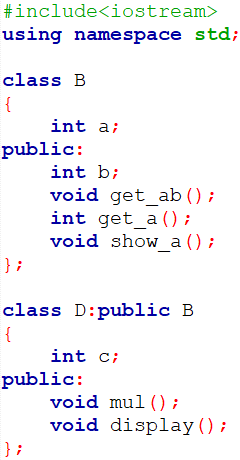 #include<iostream>
using namespace std;
class B
{
    int a;
public:
    int b;
    void get_ab();
    int get_a();
    void show_a();
};
class D:public B
{
    int c;
public:
    void mul();
    void display();
};